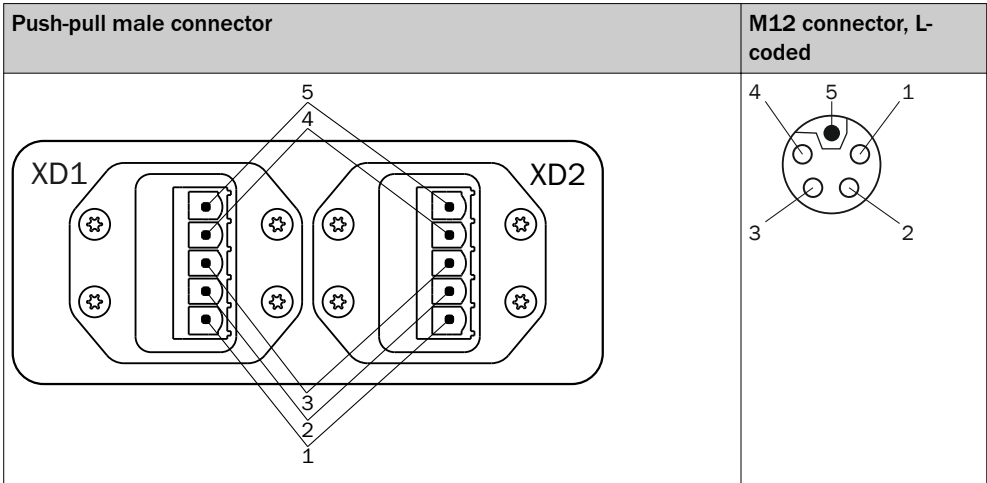 Push-pull male connector
M12 connector, L-
coded
5
4
XD1
XD2
3
2
1
4 5 1
3 2